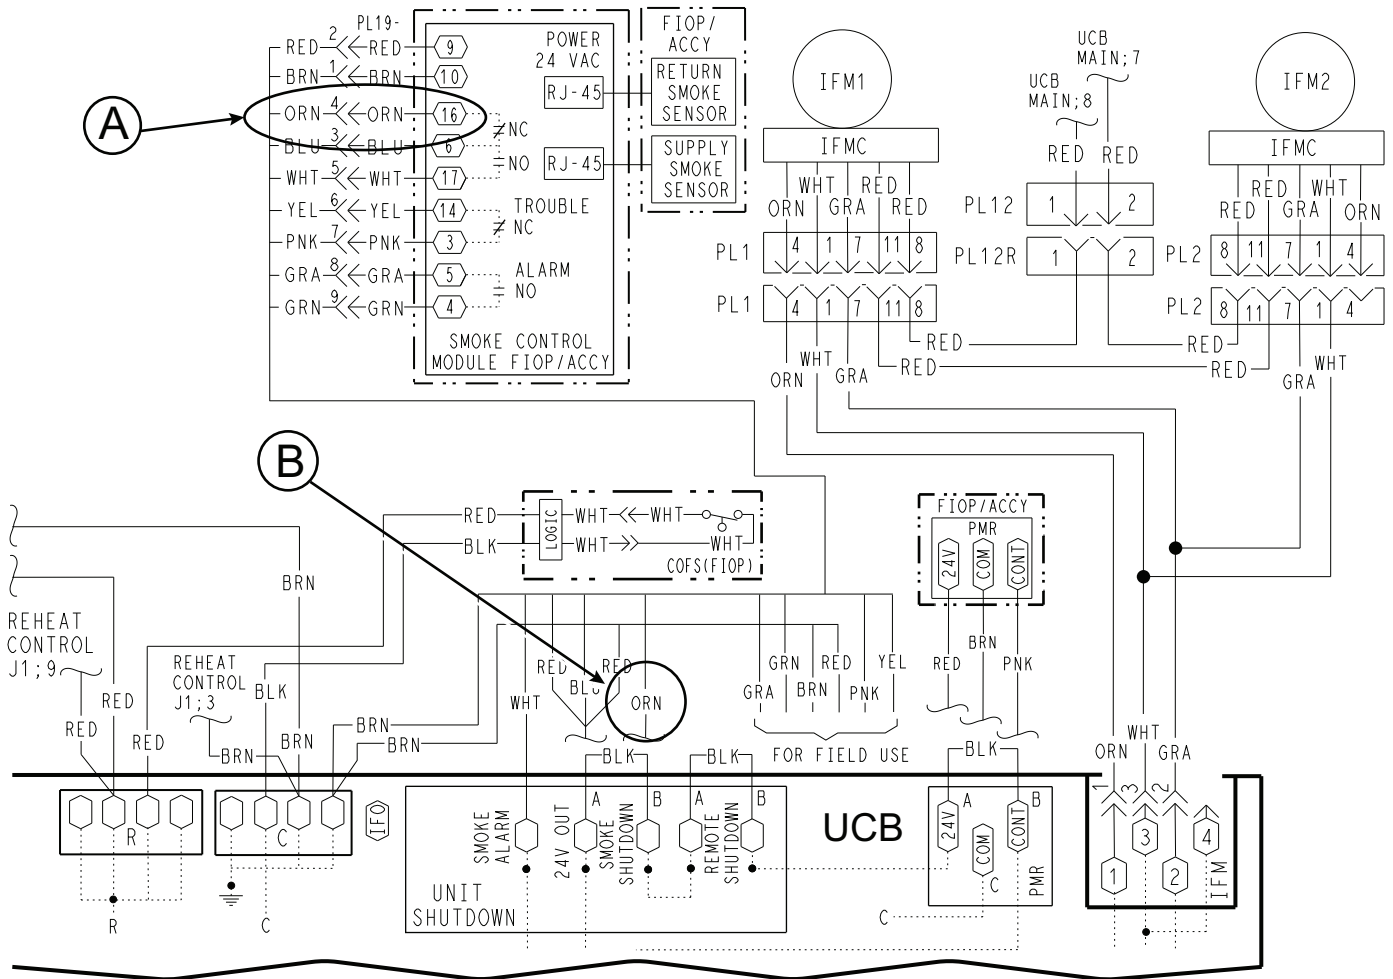 PL19-
RED 2 RED 9
BRN 1 BRN 10
ORN 4 ORN 16
BLU 3 BLU 6
WHT 5 WHT 17
YEL 6 YEL 14
PNK 7 PNK 3
GRA 8 GRA 5
GRN 9 GRN 4
POWER
24 VAC
RJ-45
NC
NO
RJ-45
TROUBLE
NC
ALARM
NO
SMOKE CONTROL
MODULE FIOP/ACCY
FIOP/
ACCY
RETURN
SMOKE
SENSOR
SUPPLY
SMOKE
SENSOR
A
IFM1
IFMC
WHT RED
ORN GRA RED
PL1 4 1 7 11 8
PL1 4 1 7 11 8
UCB
MAIN;7
UCB
MAIN;8
RED RED
PL12 1 2
PL12R 1 2
IFM2
IFMC
RED WHT
RED GRA ORN
PL2 8 11 7 1 4
PL2 8 11 7 1 4
RED RED
WHT RED RED WHT
ORN GRA GRA
B
RED
BLK
LOGIC
WHT WHT
WHT WHT
COFS(FIOP)
FIOP/ACCY
PMR
24V COM CONT
BRN
REHEAT
CONTROL
J1;9
REHEAT
CONTROL
J1;3
RED
RED
RED
BLK
BRN
BRN
BRN
BRN
WHT
RED
BLU
RED
ORN
GRN RED YEL
GRA BRN PNK
FOR FIELD USE
BRN
RED PNK
BLK BLK BLK
WHT
ORN GRA
1 3 2
R
C
IFO
SMOKE
ALARM
24V OUT
A
SMOKE
SHUTDOWN
B
A
REMOTE
SHUTDOWN
B
UNIT
SHUTDOWN
UCB
A B
24V COM CONT
C
PMR
3 4
1 2
IFM
R C C